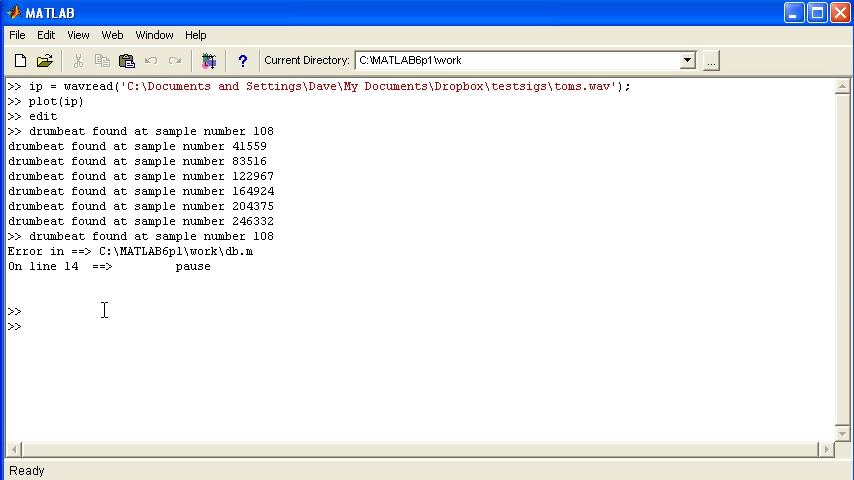 MATLAB
File Edit View Web Window Help
? Current Directory: C:\MATLAB6p1\work ...
>> ip = wavread('C:\Documents and Settings\Dave\My Documents\Dropbox\testsigs\toms.wav');
>> plot(ip)
>> edit
>> drumbeat found at sample number 108
drumbeat found at sample number 41559
drumbeat found at sample number 83516
drumbeat found at sample number 122967
drumbeat found at sample number 164924
drumbeat found at sample number 204375
drumbeat found at sample number 246332
>> drumbeat found at sample number 108
Error in ==> C:\MATLAB6p1\work\db.m
On line 14 ==> pause
>>
>>
Ready